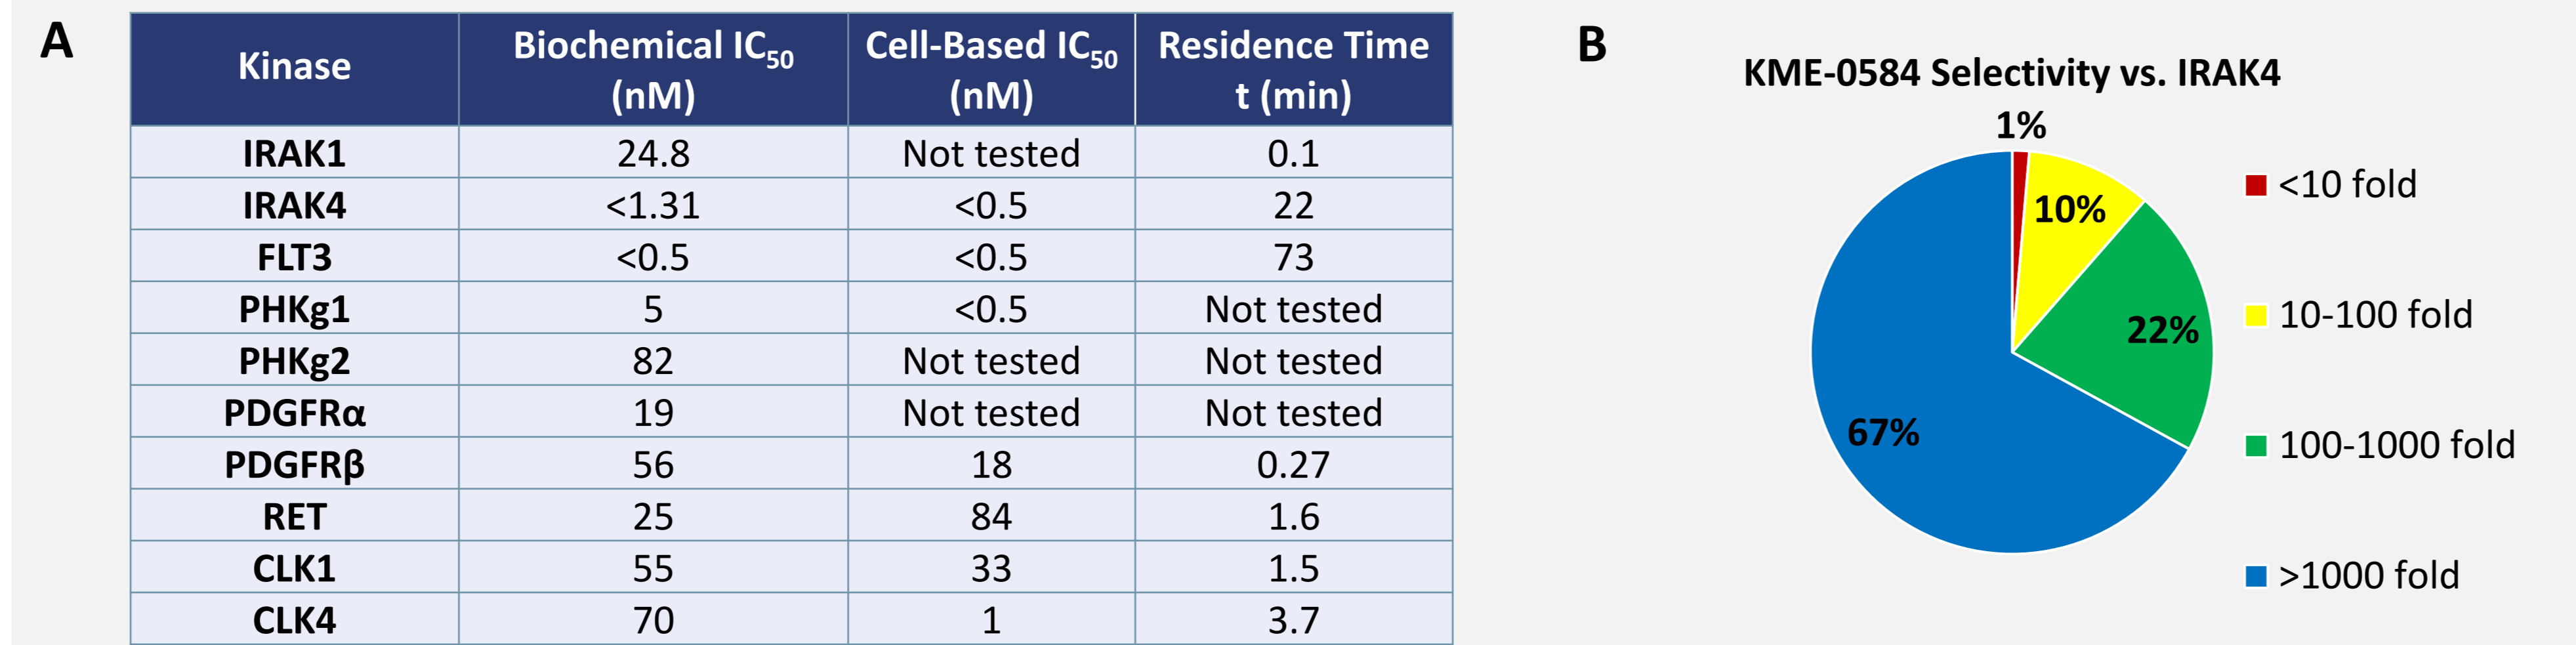 A
Kinase Biochemical IC50 (nM) Cell-Based IC50 (nM) Residence Time t (min)
IRAK1 24.8 Not tested 0.1
IRAK4 <1.31 <0.5 22
FLT3 <0.5 <0.5 73
PHKg1 5 <0.5 Not tested
PHKg2 82 Not tested Not tested
PDGFRα 19 Not tested Not tested
PDGFRβ 56 18 0.27
RET 25 84 1.6
CLK1 55 33 1.5
CLK4 70 1 3.7
B
KME-0584 Selectivity vs. IRAK4
1%
10%
22%
67%
<10 fold
10-100 fold
100-1000 fold
>1000 fold